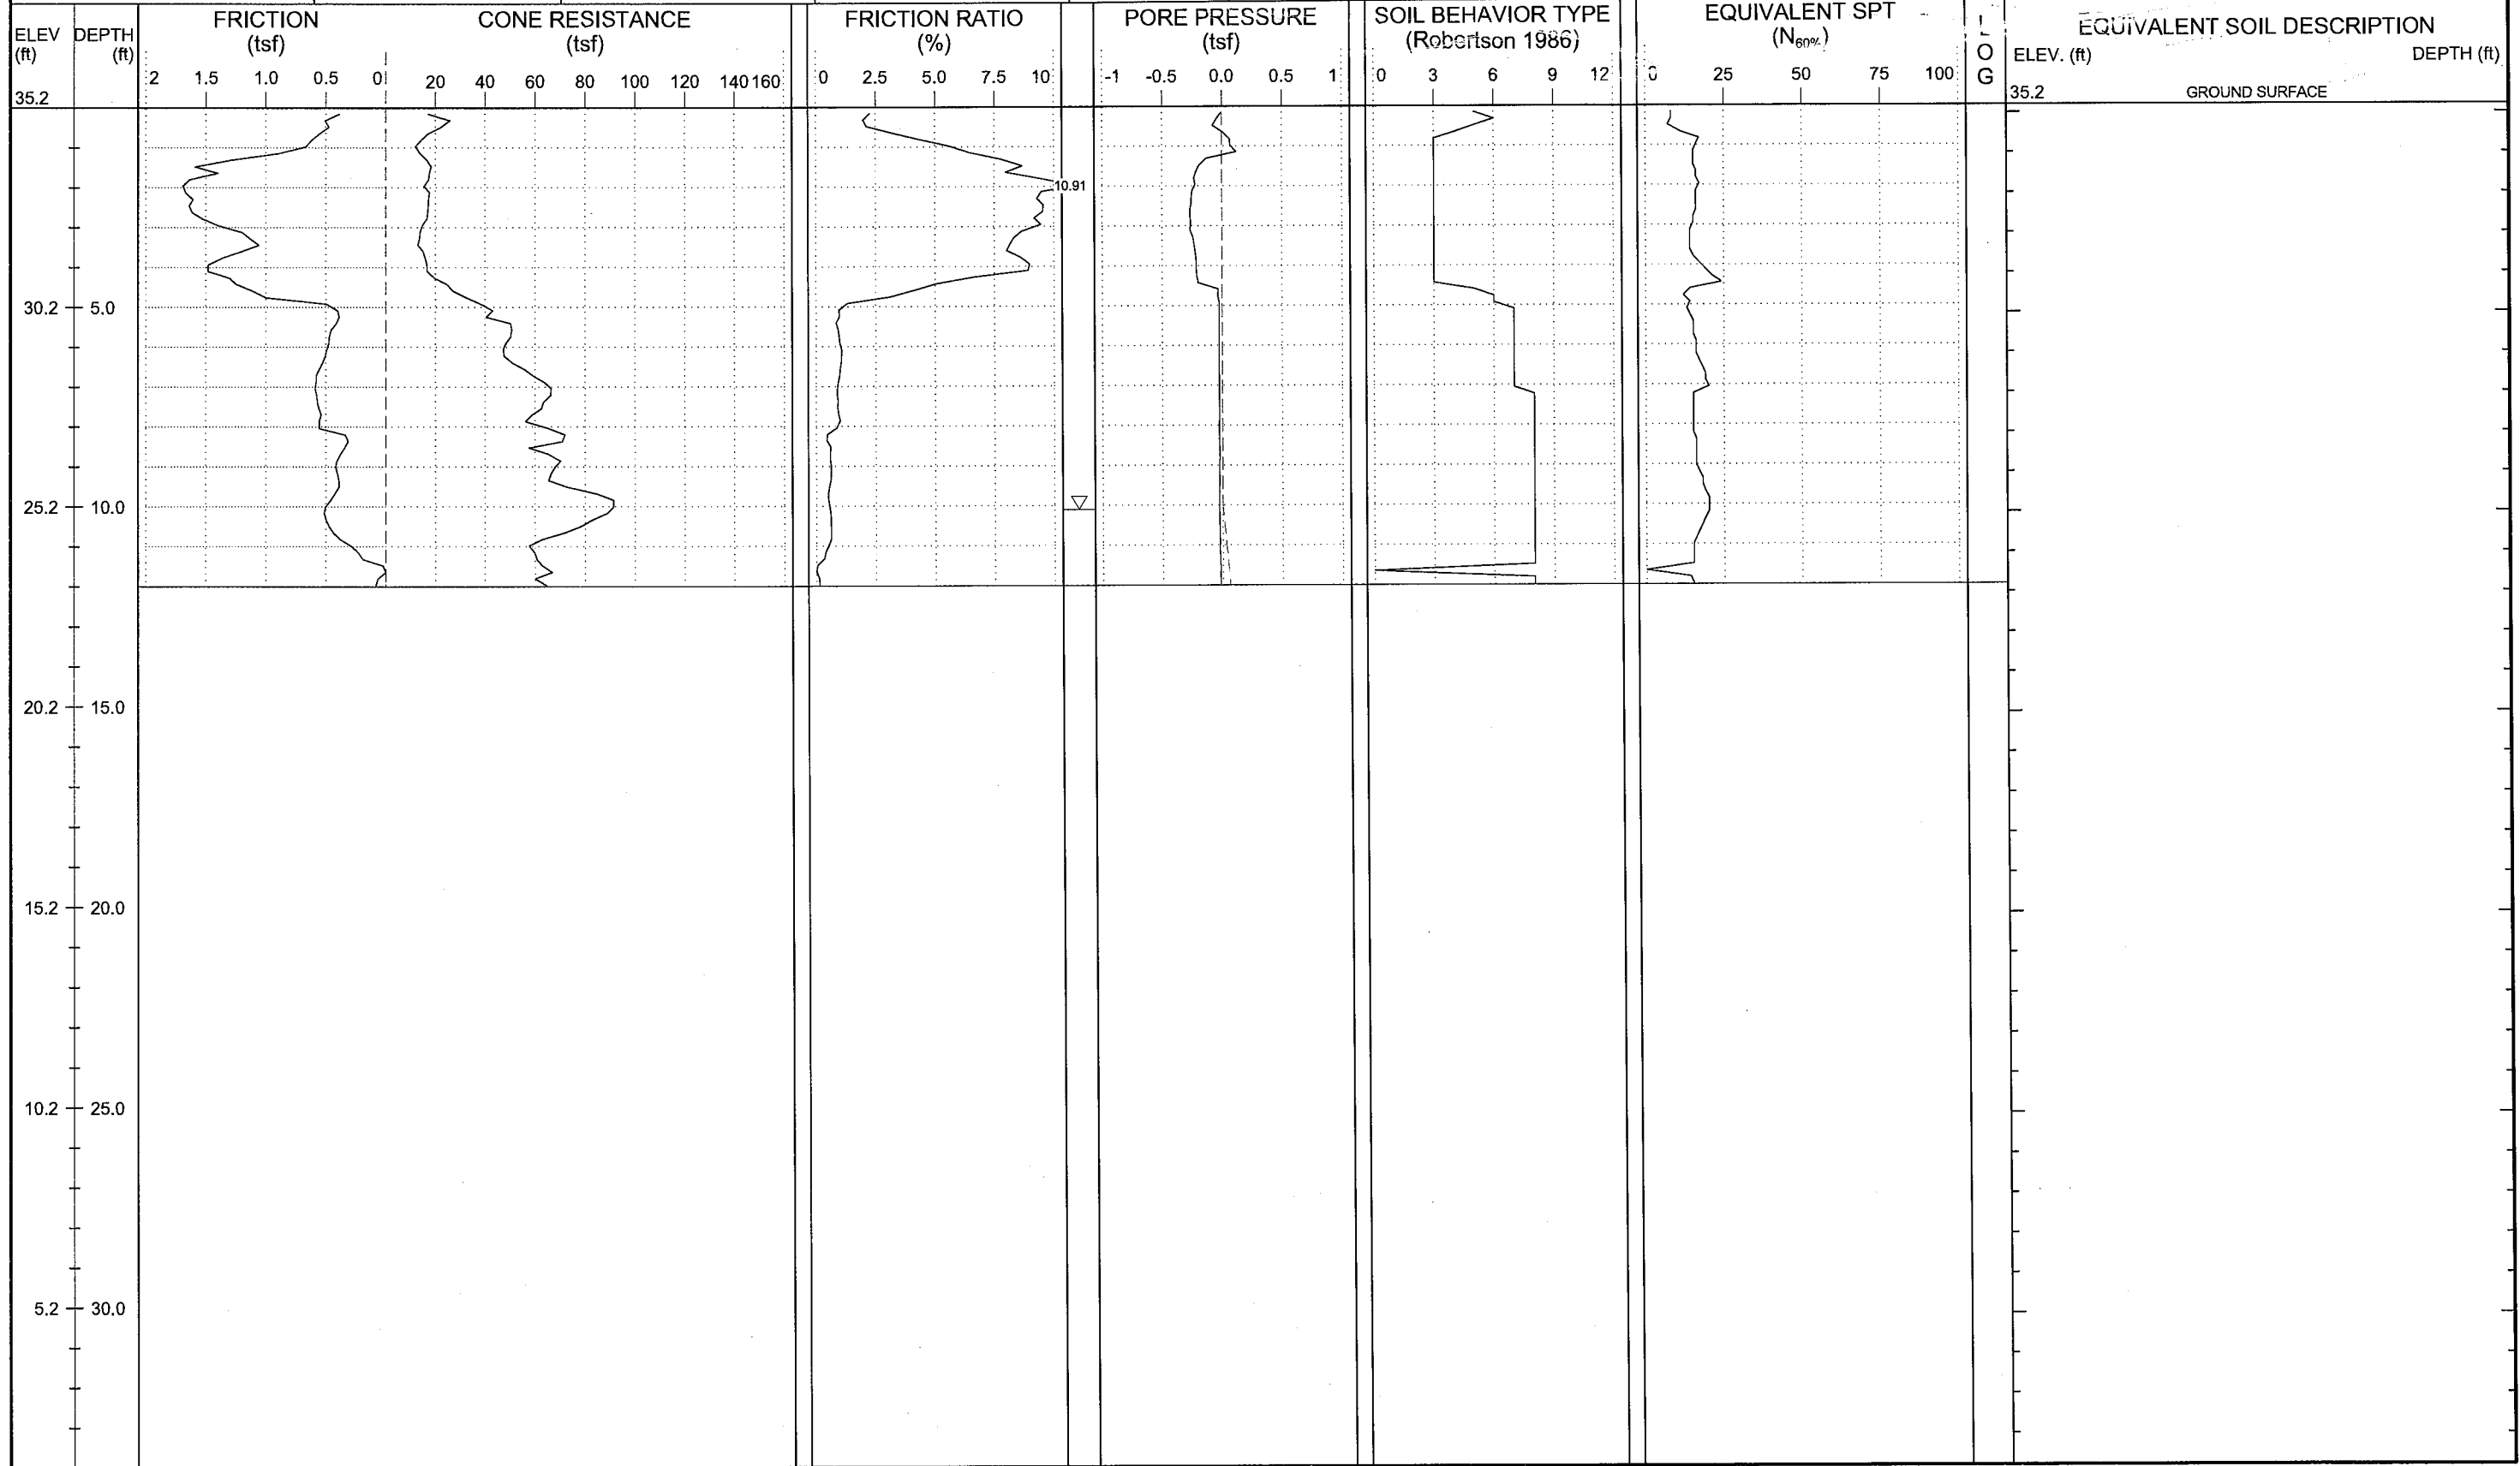 ELEV (ft)
DEPTH (ft)
FRICTION
(tsf)
CONE RESISTANCE
(tsf)
FRICTION RATIO
(%)
PORE PRESSURE
(tsf)
SOIL BEHAVIOR TYPE
(Robertson 1986)
EQUIVALENT SPT
(N60%)
LOG
EQUIVALENT SOIL DESCRIPTION
ELEV. (ft) DEPTH (ft)
2 1.5 1.0 0.5 0 20 40 60 80 100 120 140 160
0 2.5 5.0 7.5 10
-1 -0.5 0.0 0.5 1
0 3 6 9 12
0 25 50 75 100
35.2
35.2 GROUND SURFACE
10.91
30.2 5.0
25.2 10.0
20.2 15.0
15.2 20.0
10.2 25.0
5.2 30.0